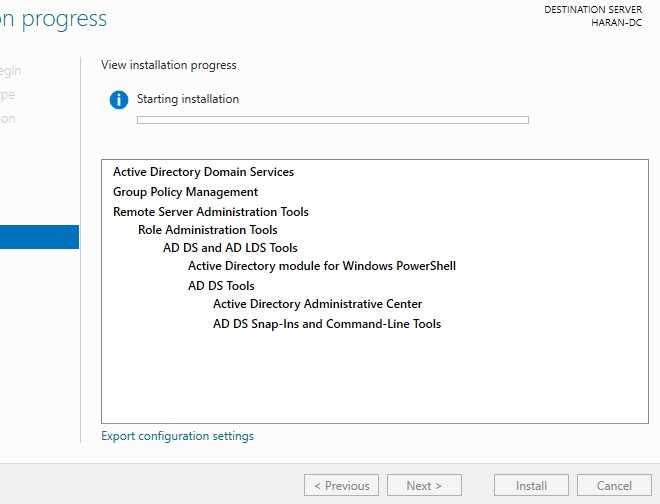 n progress
DESTINATION SERVER
HARAN-DC
egin
pe
on
View installation progress
Starting installation
Active Directory Domain Services
Group Policy Management
Remote Server Administration Tools
Role Administration Tools
AD DS and AD LDS Tools
Active Directory module for Windows PowerShell
AD DS Tools
Active Directory Administrative Center
AD DS Snap-Ins and Command-Line Tools
Export configuration settings
< Previous
Next >
Install
Cancel